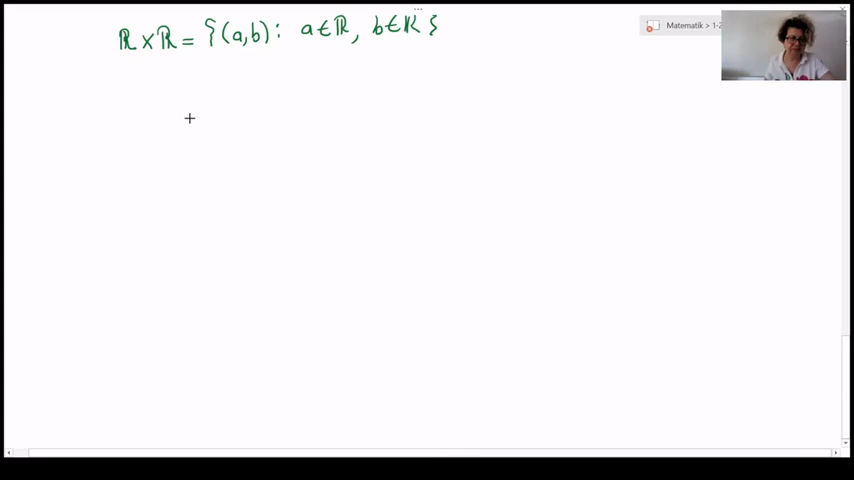 ℝ×ℝ = {(a,b): a∈ℝ, b∈ℝ}
Matematik > 1-2